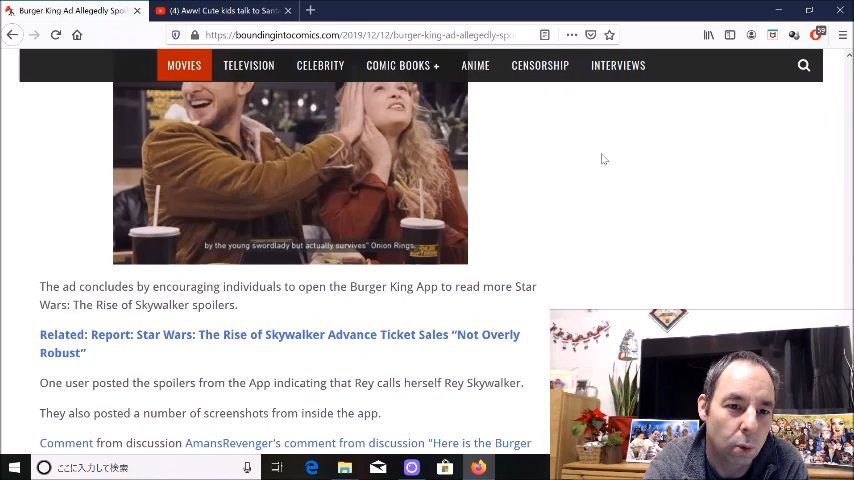 Burger King Ad Allegedly Spoi
(4) Aww! Cute kids talk to Santa
https://boundingintocomics.com/2019/12/12/burger-king-ad-allegedly-spo
59
MOVIES TELEVISION CELEBRITY COMIC BOOKS + ANIME CENSORSHIP INTERVIEWS
by the young swordlady but actually survives" Onion Rings.
The ad concludes by encouraging individuals to open the Burger King App to read more Star
Wars: The Rise of Skywalker spoilers.
Related: Report: Star Wars: The Rise of Skywalker Advance Ticket Sales “Not Overly
Robust”
One user posted the spoilers from the App indicating that Rey calls herself Rey Skywalker.
They also posted a number of screenshots from inside the app.
Comment from discussion AmansRevenger's comment from discussion "Here is the Burger
ここに入力して検索